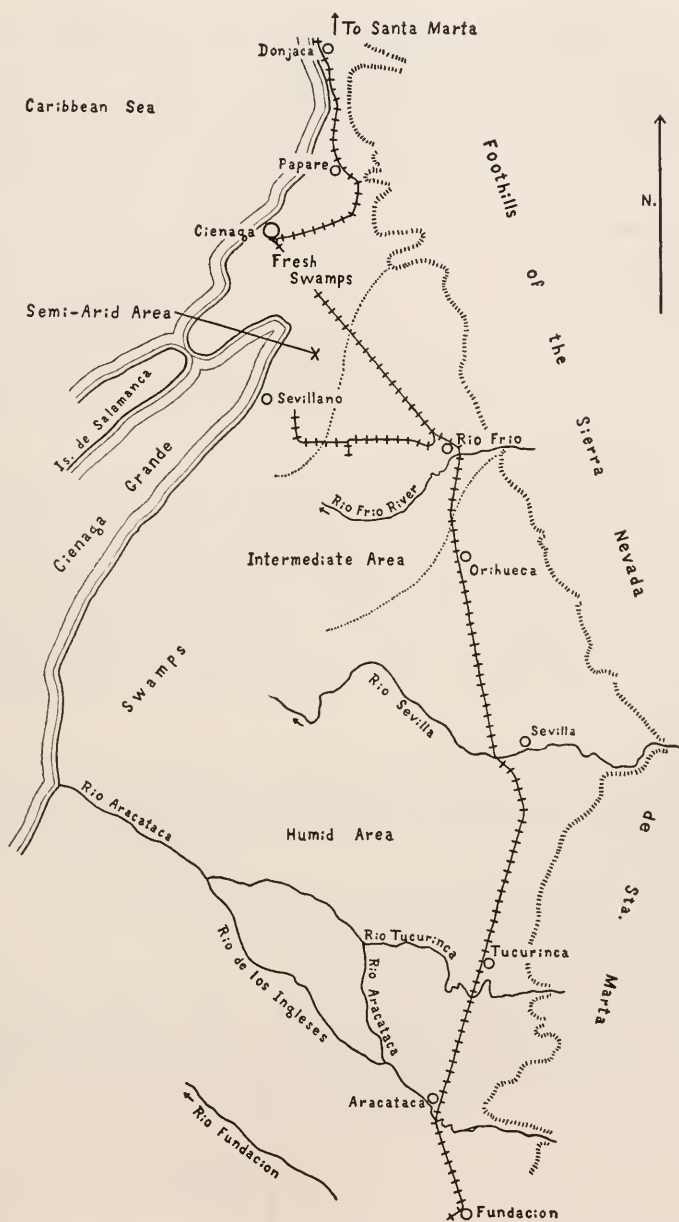 To Santa Marta
Donjaca
Caribbean Sea
Papare
N.
Cienaga
Fresh
Swamps
Semi-Arid Area
Foothills of the Sierra Nevada de Sta. Marta
Is. de Salamanca
Sevillano
Rio Frio
Cienaga Grande
Rio Frio River
Intermediate Area
Orihueca
Swamps
Rio Sevilla
Sevilla
Rio Aracataca
Humid Area
Rio Tucurinca
Tucurinca
Rio de los Ingleses
Rio Aracataca
Aracataca
Rio Fundacion
Fundacion